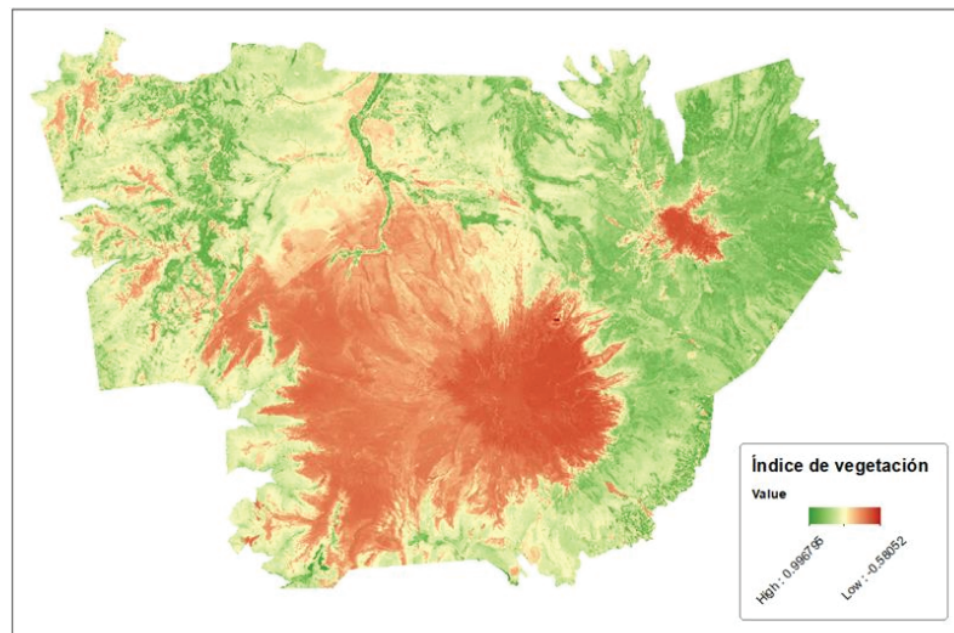 Índice de vegetación
Value
High : 0.996795
Low : -0.58052